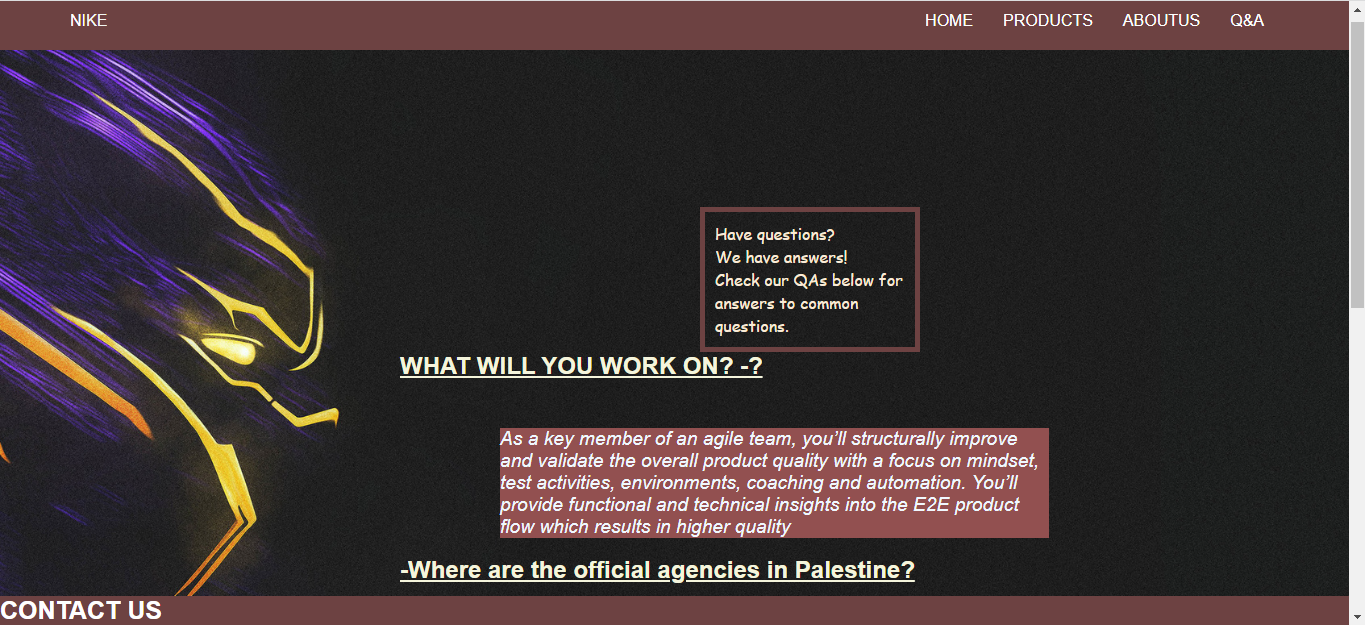 NIKE HOME PRODUCTS ABOUTUS Q&A
Have questions?
We have answers!
Check our QAs below for
answers to common
questions.
WHAT WILL YOU WORK ON? -?
As a key member of an agile team, you’ll structurally improve
and validate the overall product quality with a focus on mindset,
test activities, environments, coaching and automation. You’ll
provide functional and technical insights into the E2E product
flow which results in higher quality
-Where are the official agencies in Palestine?
CONTACT US